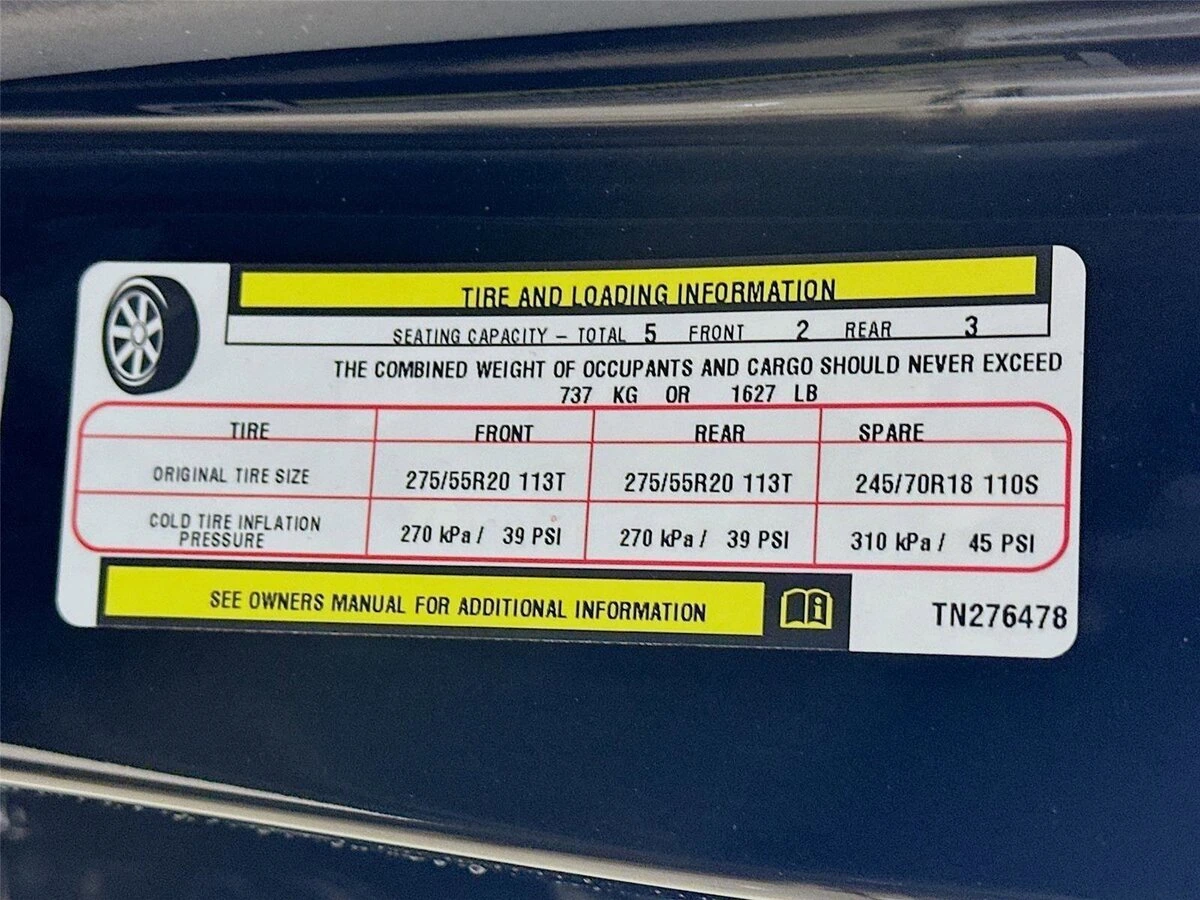 TIRE AND LOADING INFORMATION
SEATING CAPACITY – TOTAL 5 FRONT 2 REAR 3
THE COMBINED WEIGHT OF OCCUPANTS AND CARGO SHOULD NEVER EXCEED
737 KG OR 1627 LB
TIRE FRONT REAR SPARE
ORIGINAL TIRE SIZE 275/55R20 113T 275/55R20 113T 245/70R18 110S
COLD TIRE INFLATION
PRESSURE 270 kPa / 39 PSI 270 kPa / 39 PSI 310 kPa / 45 PSI
SEE OWNERS MANUAL FOR ADDITIONAL INFORMATION
TN276478